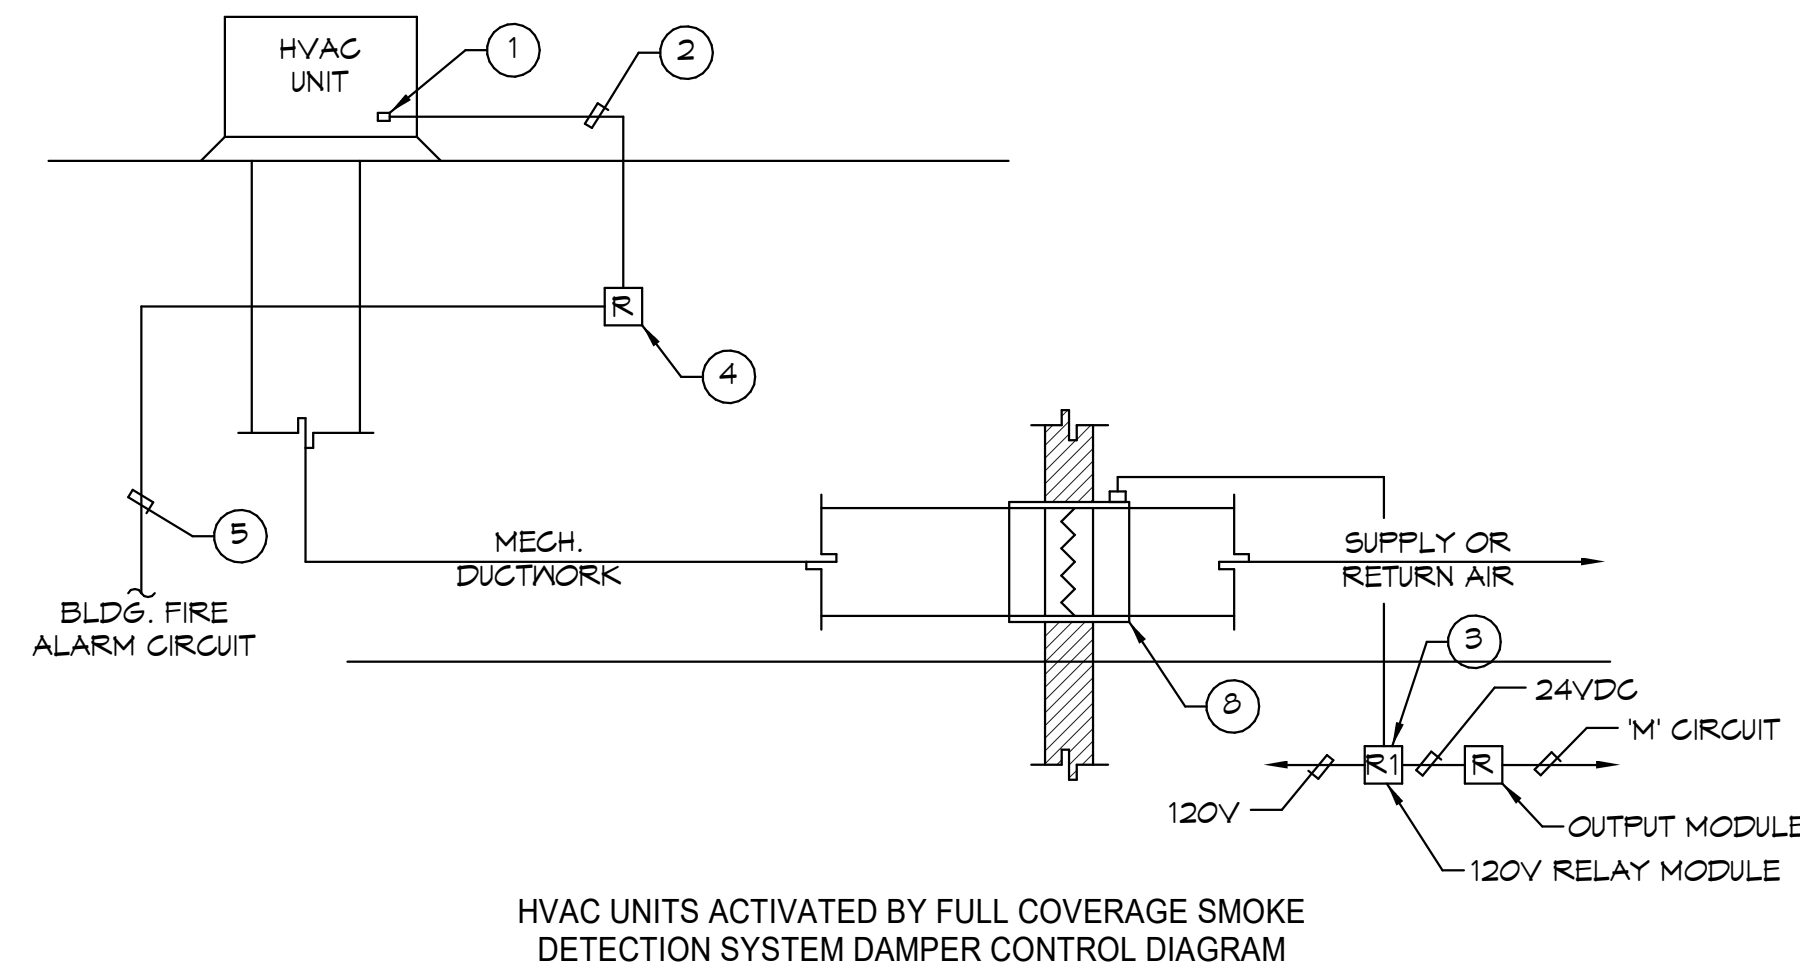 HVAC
UNIT
1
2
R
4
5
BLDG. FIRE
ALARM CIRCUIT
MECH.
DUCTWORK
SUPPLY OR
RETURN AIR
3
8
24VDC
'M' CIRCUIT
R1
R
120V
OUTPUT MODULE
120V RELAY MODULE
HVAC UNITS ACTIVATED BY FULL COVERAGE SMOKE
DETECTION SYSTEM DAMPER CONTROL DIAGRAM